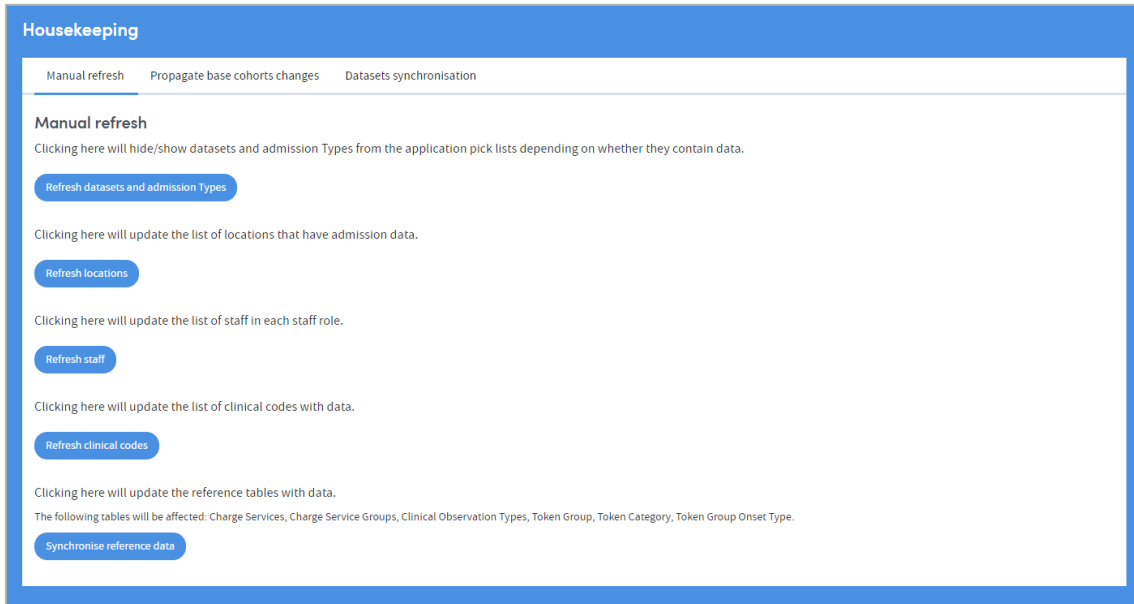 Housekeeping
Manual refresh Propagate base cohorts changes Datasets synchronisation
Manual refresh
Clicking here will hide/show datasets and admission Types from the application pick lists depending on whether they contain data.
Refresh datasets and admission Types
Clicking here will update the list of locations that have admission data.
Refresh locations
Clicking here will update the list of staff in each staff role.
Refresh staff
Clicking here will update the list of clinical codes with data.
Refresh clinical codes
Clicking here will update the reference tables with data.
The following tables will be affected: Charge Services, Charge Service Groups, Clinical Observation Types, Token Group, Token Category, Token Group Onset Type.
Synchronise reference data